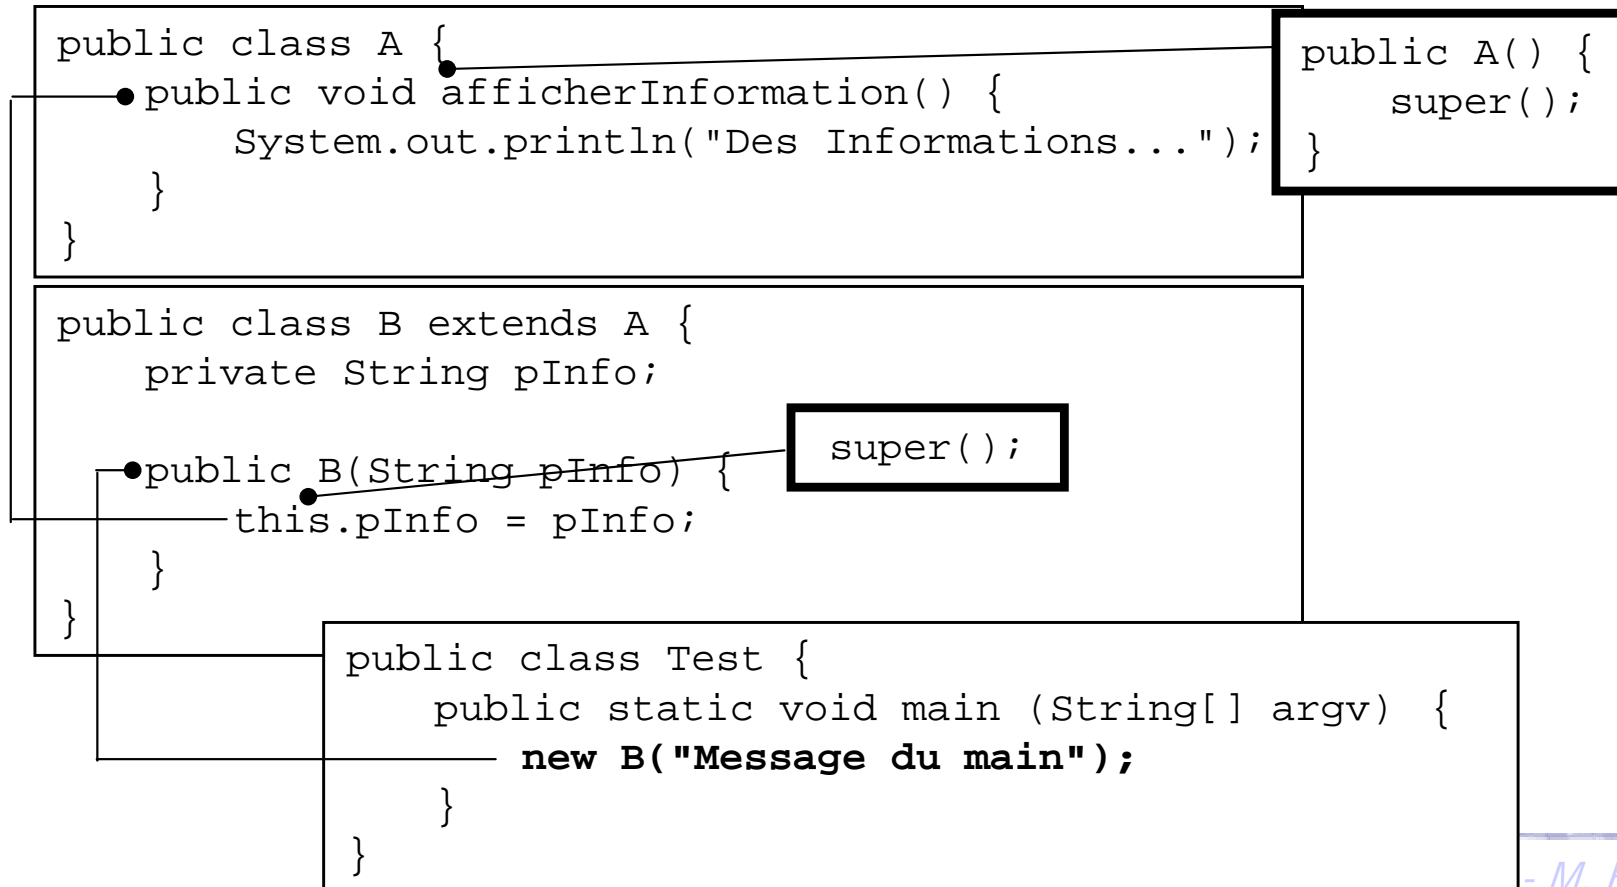 public class A {
public void afficherInformation() {
System.out.println("Des Informations...");
}
}
public A() {
super();
}
public class B extends A {
private String pInfo;
super();
public B(String pInfo) {
this.pInfo = pInfo;
}
}
public class Test {
public static void main (String[] argv) {
new B("Message du main");
}
}
- M.